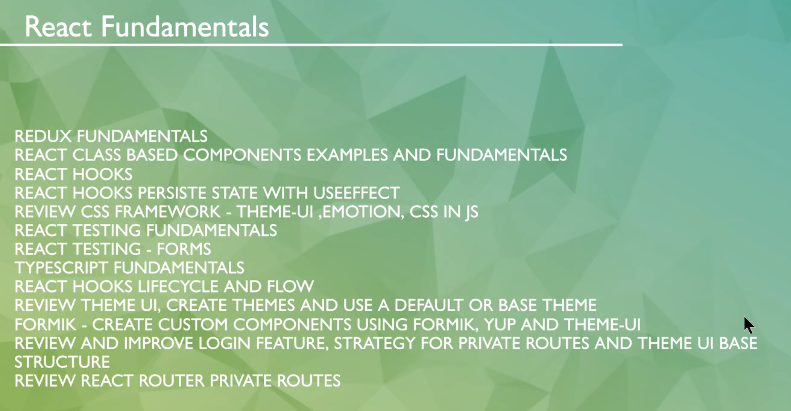 React Fundamentals
REDUX FUNDAMENTALS
REACT CLASS BASED COMPONENTS EXAMPLES AND FUNDAMENTALS
REACT HOOKS
REACT HOOKS PERSISTE STATE WITH USEEFFECT
REVIEW CSS FRAMEWORK - THEME-UI ,EMOTION, CSS IN JS
REACT TESTING FUNDAMENTALS
REACT TESTING - FORMS
TYPESCRIPT FUNDAMENTALS
REACT HOOKS LIFECYCLE AND FLOW
REVIEW THEME UI, CREATE THEMES AND USE A DEFAULT OR BASE THEME
FORMIK - CREATE CUSTOM COMPONENTS USING FORMIK, YUP AND THEME-UI
REVIEW AND IMPROVE LOGIN FEATURE, STRATEGY FOR PRIVATE ROUTES AND THEME UI BASE
STRUCTURE
REVIEW REACT ROUTER PRIVATE ROUTES